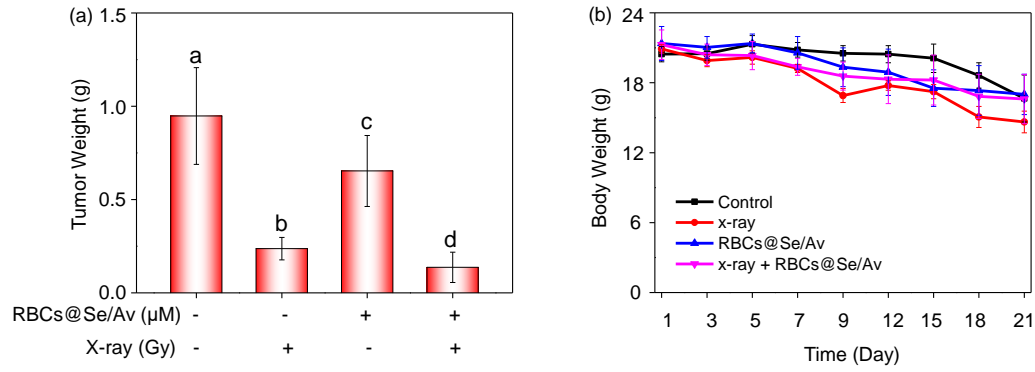 (a)
1.5
1.0
0.5
0.0
Tumor Weight (g)
a
b
c
d
RBCs@Se/Av (µM) - - + +
X-ray (Gy) - + - +
(b)
24
18
12
6
0
Body Weight (g)
Control
x-ray
RBCs@Se/Av
x-ray + RBCs@Se/Av
1 3 5 7 9 12 15 18 21
Time (Day)